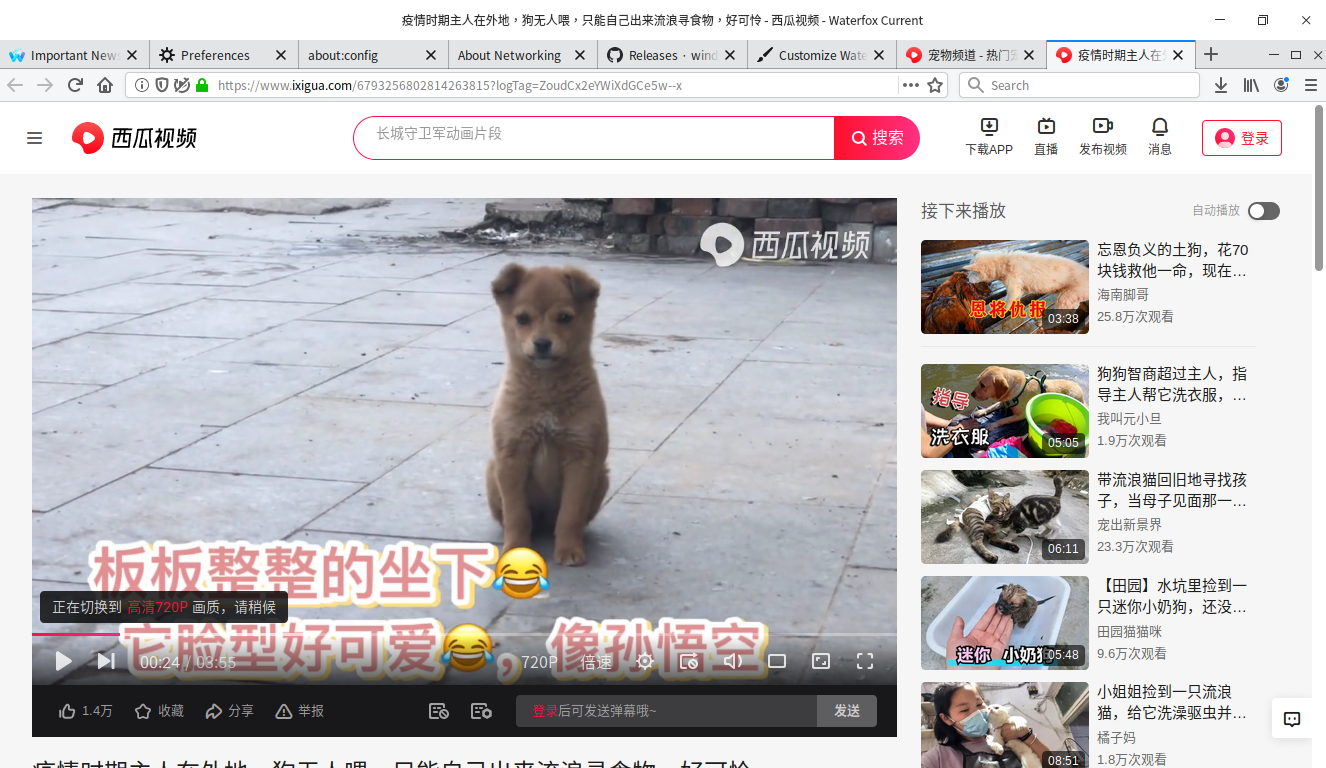 疫情时期主人在外地，狗无人喂，只能自己出来流浪寻食物，好可怜 - 西瓜视频 - Waterfox Current
Important News
Preferences
about:config
About Networking
Releases · wind
Customize Wate
宠物频道 - 热门宠
疫情时期主人在外
https://www.ixigua.com/6793256802814263815?logTag=ZoudCx2eYWiXdGCe5w--x
Search
西瓜视频
长城守卫军动画片段
搜索
下载APP
直播
发布视频
消息
登录
西瓜视频
板板整整的坐下😂
它脸型好可爱😂，像孙悟空
正在切换到 高清720P 画质，请稍候
00:24 / 03:55
720P
倍速
1.4万
收藏
分享
举报
登录后可发送弹幕哦~
发送
疫情时期主人在外地，狗无人喂，只能自己出来流浪寻食物，好可怜
接下来播放
自动播放
恩将仇报
03:38
忘恩负义的土狗，花70
块钱救他一命，现在…
海南脚哥
25.8万次观看
指导
洗衣服
05:05
狗狗智商超过主人，指
导主人帮它洗衣服，…
我叫元小旦
1.9万次观看
06:11
带流浪猫回旧地寻找孩
子，当母子见面那一…
宠出新景界
23.3万次观看
迷你 小奶狗
05:48
【田园】水坑里捡到一
只迷你小奶狗，还没…
田园猫猫咪
9.6万次观看
08:51
小姐姐捡到一只流浪
猫，给它洗澡驱虫并…
橘子妈
1.8万次观看